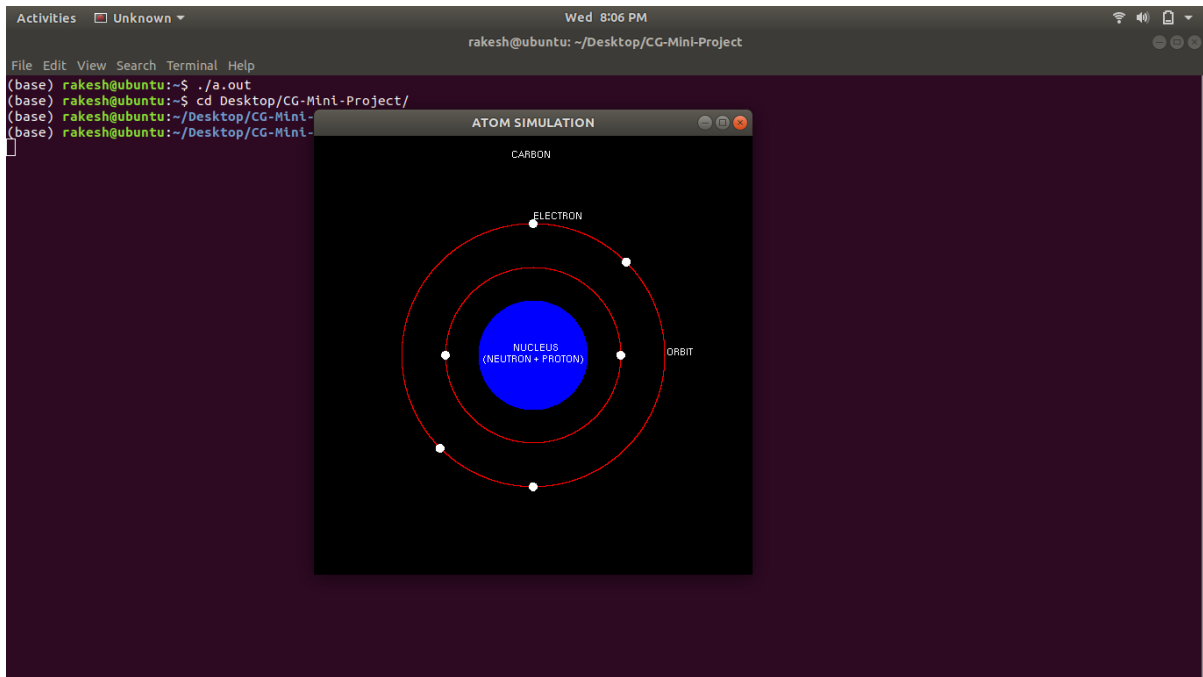 Activities Unknown Wed 8:06 PM
rakesh@ubuntu: ~/Desktop/CG-Mini-Project
File Edit View Search Terminal Help
(base) rakesh@ubuntu:~$ ./a.out
(base) rakesh@ubuntu:~$ cd Desktop/CG-Mini-Project/
(base) rakesh@ubuntu:~/Desktop/CG-Mini-
(base) rakesh@ubuntu:~/Desktop/CG-Mini-
ATOM SIMULATION
CARBON
ELECTRON
NUCLEUS
(NEUTRON + PROTON)
ORBIT